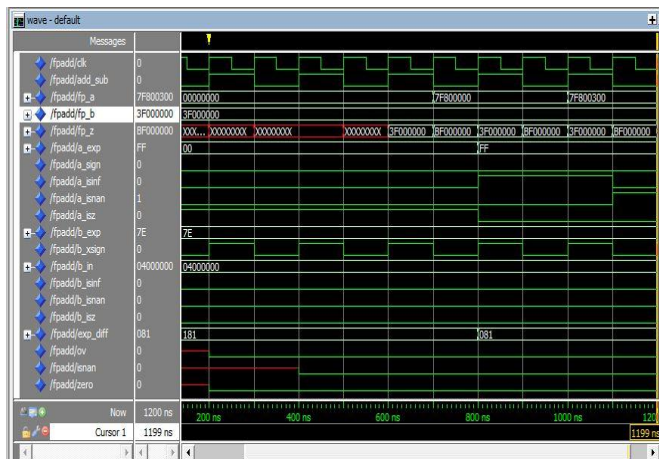 wave - default
Messages
/fpadd/clk 0
/fpadd/add_sub 0
/fpadd/fp_a 7F800300 00000000 7F800000 7F800300
/fpadd/fp_b 3F000000 3F000000
/fpadd/fp_z BF000000 XXX... XXXXXXXX XXXXXXXX XXXXXXXX 3F000000 BF000000 3F000000 BF000000 3F000000 BF000000
/fpadd/a_exp FF 00 FF
/fpadd/a_sign 0
/fpadd/a_isinf 0
/fpadd/a_isnan 1
/fpadd/a_isz 0
/fpadd/b_exp 7E 7E
/fpadd/b_xsign 0
/fpadd/b_in 04000000 04000000
/fpadd/b_isinf 0
/fpadd/b_isnan 0
/fpadd/b_isz 0
/fpadd/exp_diff 081 181 081
/fpadd/ov 0
/fpadd/isnan 0
/fpadd/zero 0
Now 1200 ns 200 ns 400 ns 600 ns 800 ns 1000 ns 120
Cursor 1 1199 ns 1199 ns